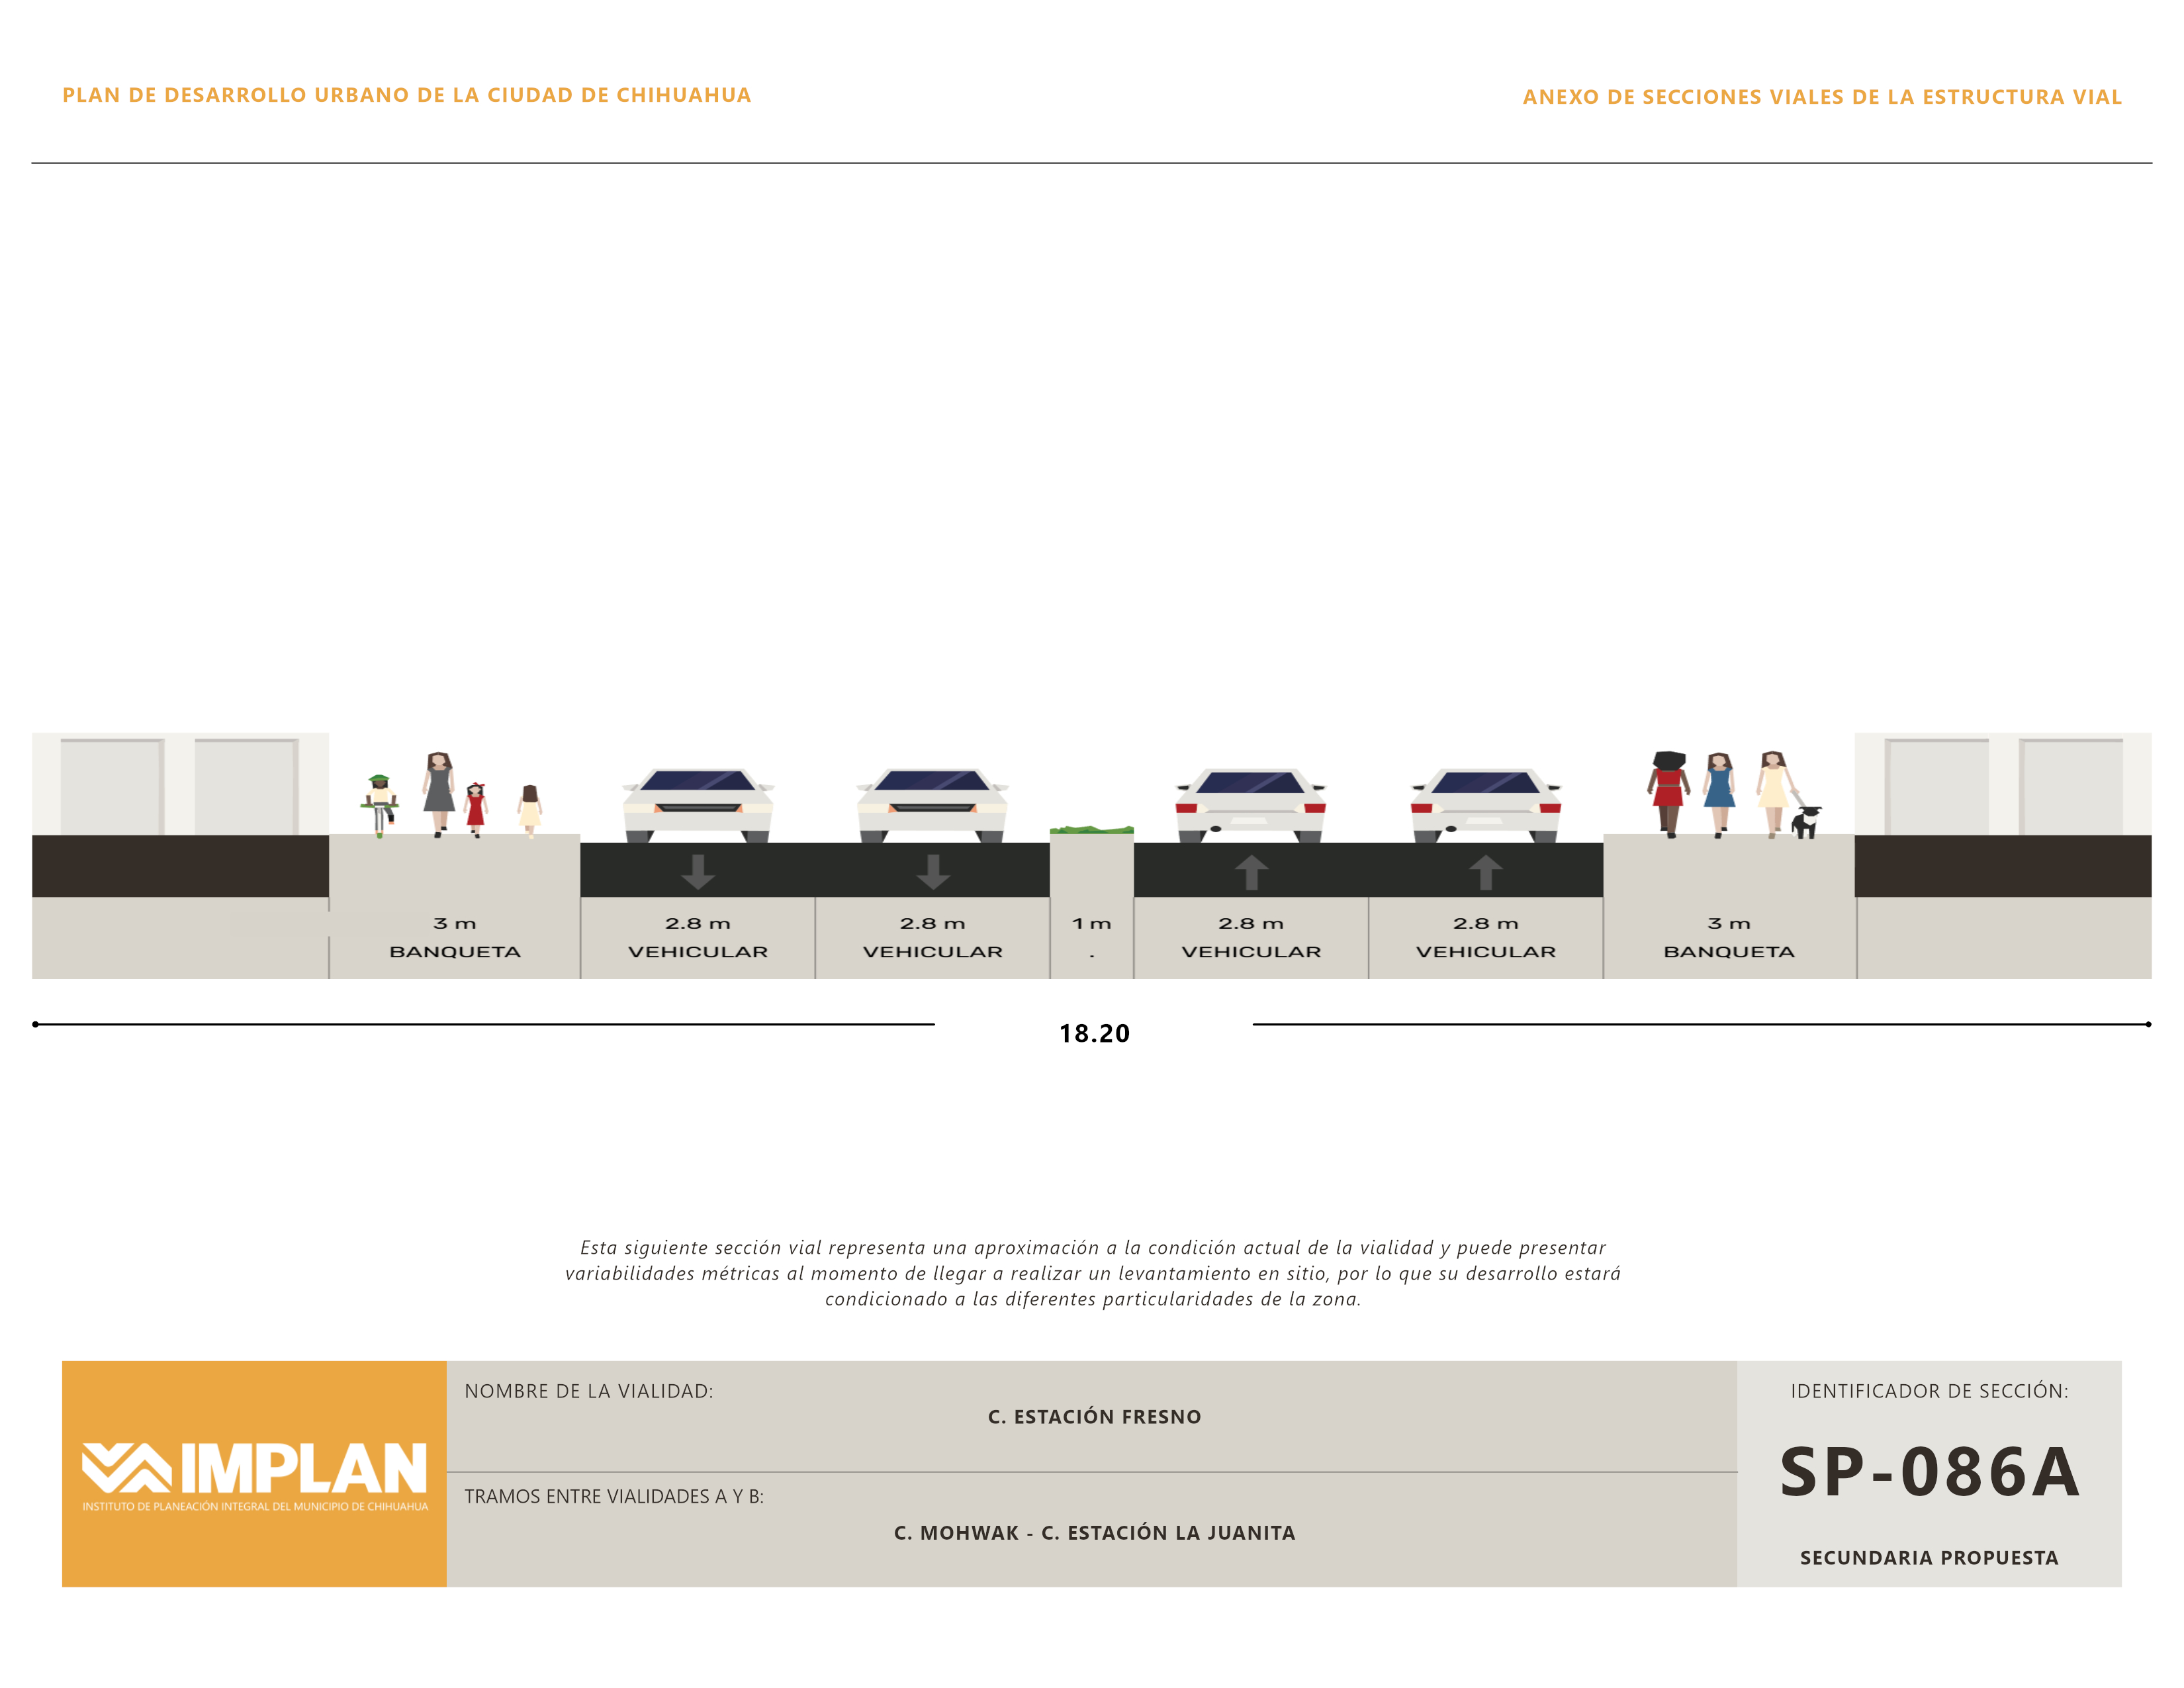 PLAN DE DESARROLLO URBANO DE LA CIUDAD DE CHIHUAHUA
ANEXO DE SECCIONES VIALES DE LA ESTRUCTURA VIAL
3 m
BANQUETA
2.8 m
VEHICULAR
2.8 m
VEHICULAR
1 m
.
2.8 m
VEHICULAR
2.8 m
VEHICULAR
3 m
BANQUETA
18.20
Esta siguiente sección vial representa una aproximación a la condición actual de la vialidad y puede presentar
variabilidades métricas al momento de llegar a realizar un levantamiento en sitio, por lo que su desarrollo estará
condicionado a las diferentes particularidades de la zona.
IMPLAN
INSTITUTO DE PLANEACIÓN INTEGRAL DEL MUNICIPIO DE CHIHUAHUA
NOMBRE DE LA VIALIDAD:
C. ESTACIÓN FRESNO
TRAMOS ENTRE VIALIDADES A Y B:
C. MOHWAK - C. ESTACIÓN LA JUANITA
IDENTIFICADOR DE SECCIÓN:
SP-086A
SECUNDARIA PROPUESTA